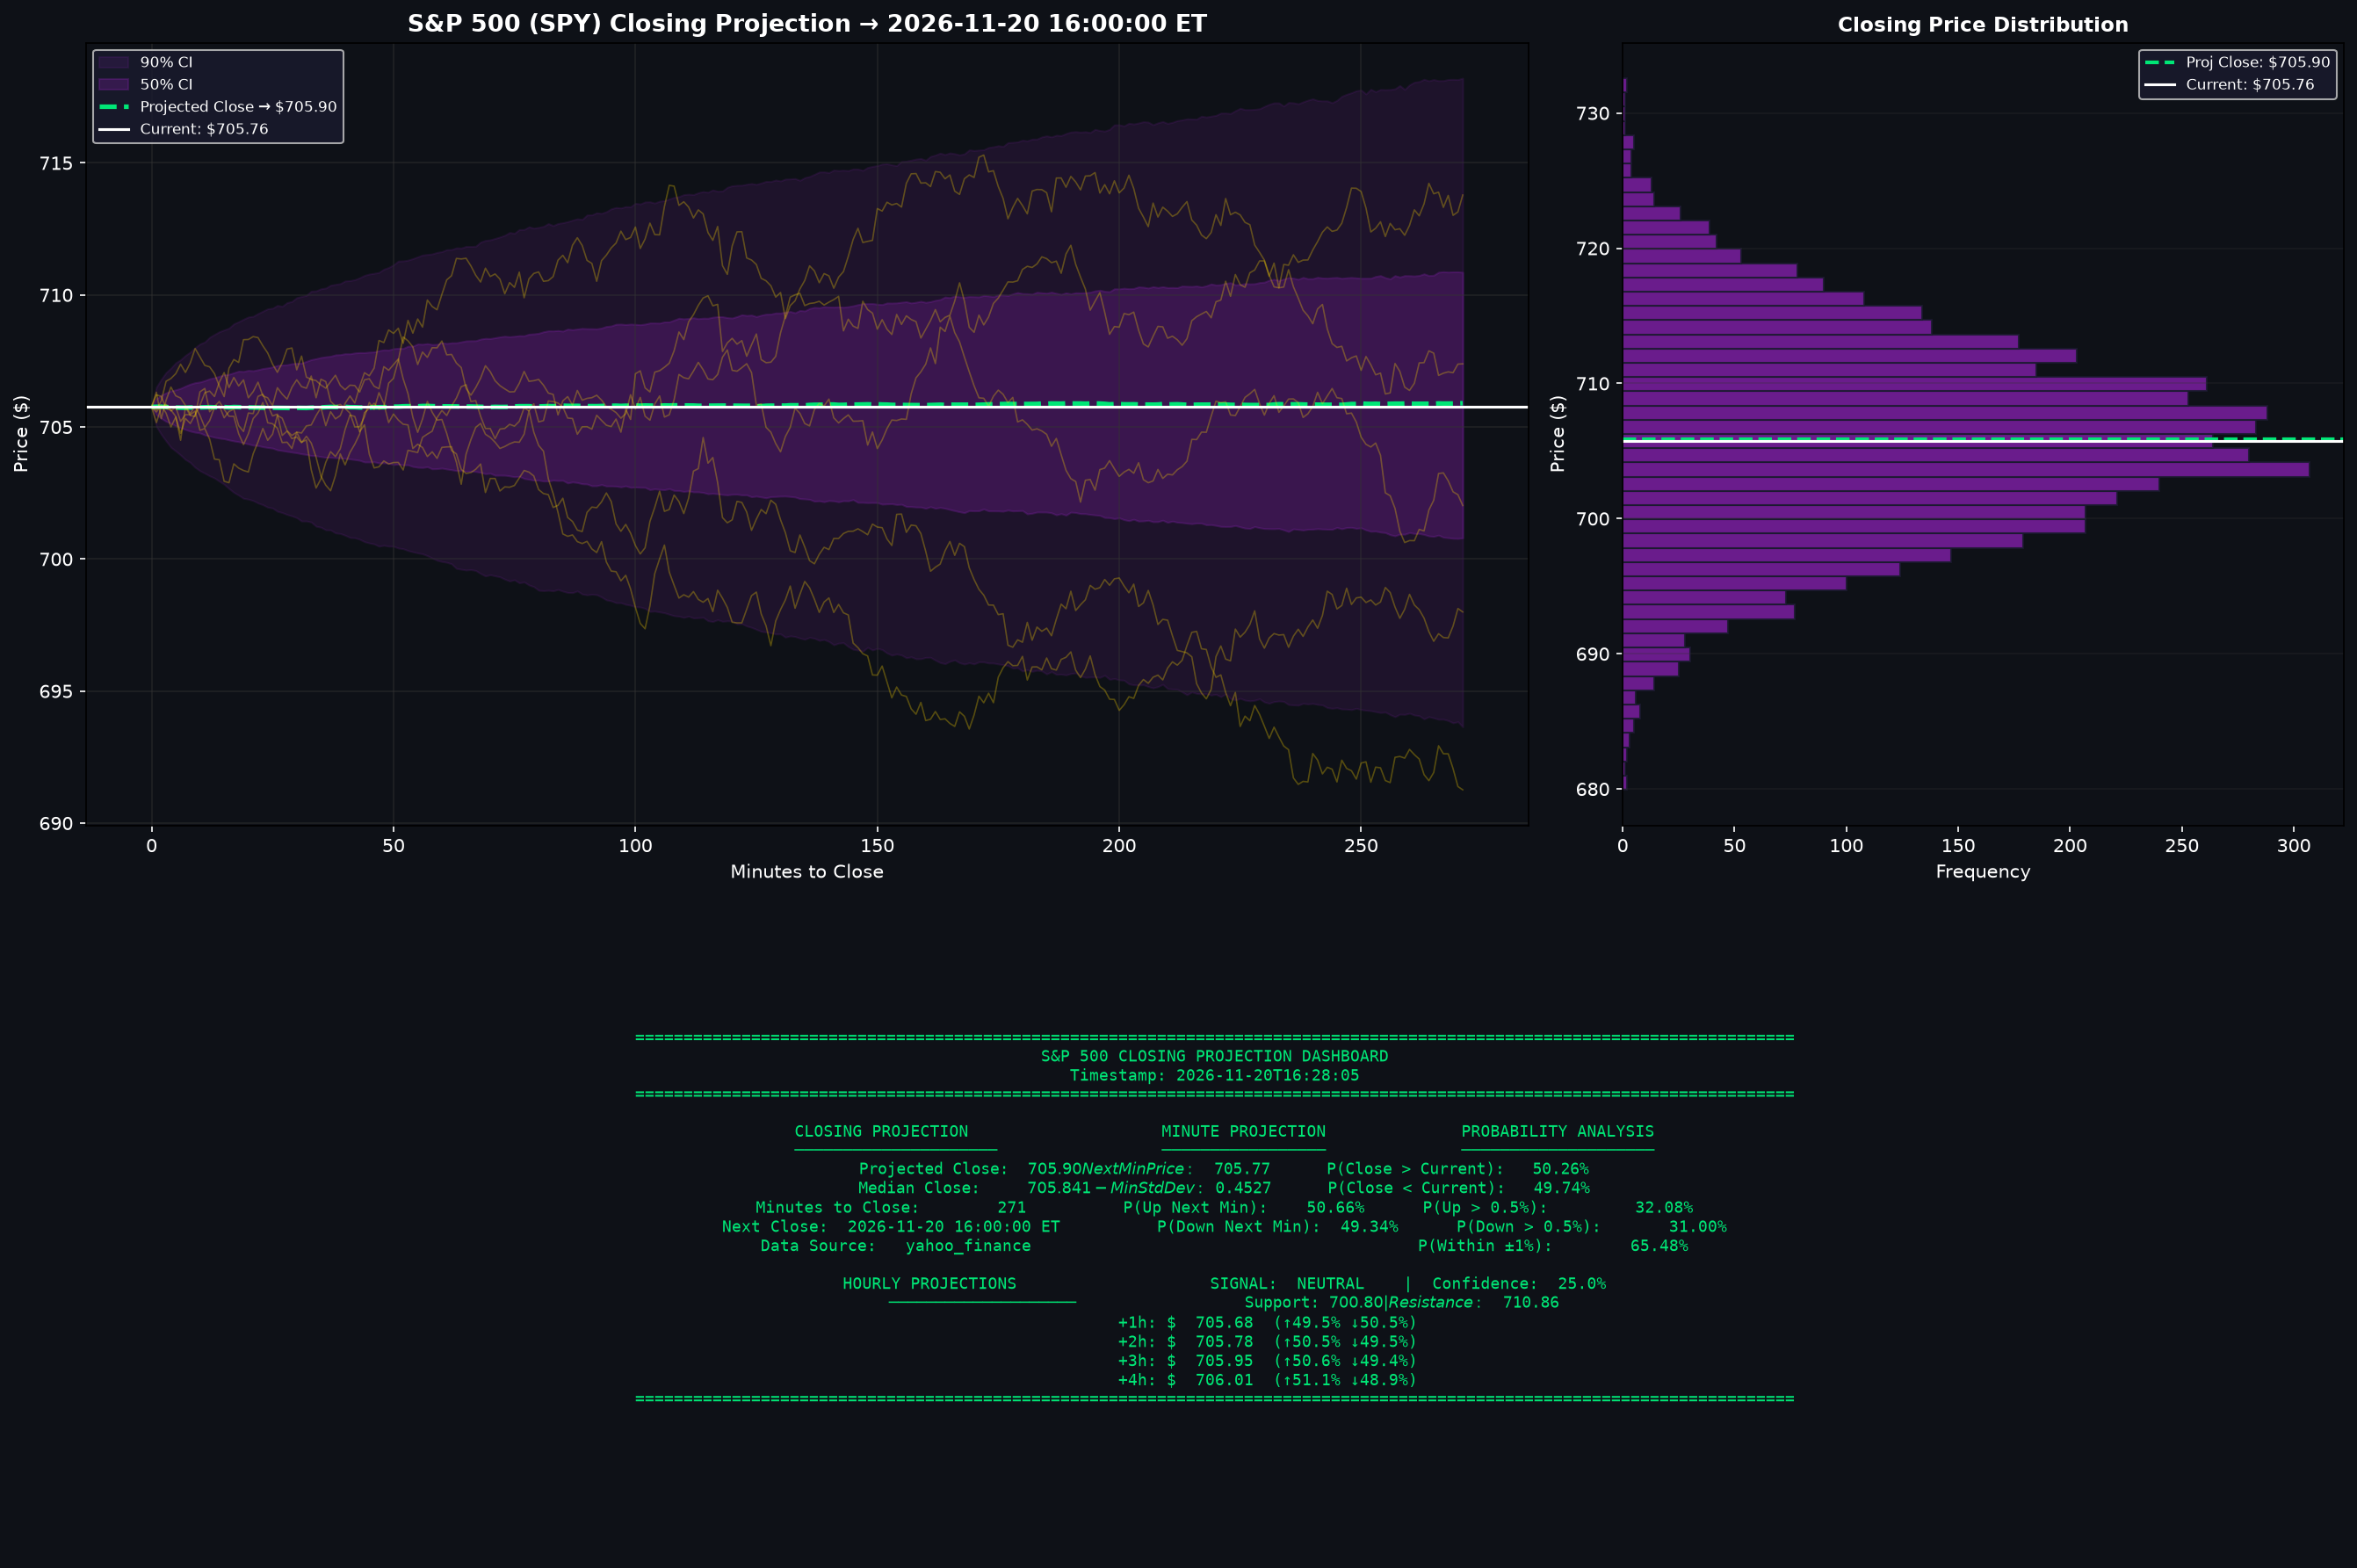 S&P 500 (SPY) Closing Projection → 2026-11-20 16:00:00 ET
90% CI
50% CI
Projected Close → $705.90
Current: $705.76
Price ($)
715
710
705
700
695
690
0 50 100 150 200 250
Minutes to Close
Closing Price Distribution
Proj Close: $705.90
Current: $705.76
Price ($)
730
720
710
700
690
680
0 50 100 150 200 250 300
Frequency
========================================================================================================================
S&P 500 CLOSING PROJECTION DASHBOARD
Timestamp: 2026-11-20T16:28:05
========================================================================================================================
CLOSING PROJECTION MINUTE PROJECTION PROBABILITY ANALYSIS
Projected Close: 705.90NextMinPrice: 705.77 P(Close > Current): 50.26%
Median Close: 705.841-MinStdDev: 0.4527 P(Close < Current): 49.74%
Minutes to Close: 271 P(Up Next Min): 50.66% P(Up > 0.5%): 32.08%
Next Close: 2026-11-20 16:00:00 ET P(Down Next Min): 49.34% P(Down > 0.5%): 31.00%
Data Source: yahoo_finance P(Within ±1%): 65.48%
HOURLY PROJECTIONS SIGNAL: NEUTRAL | Confidence: 25.0%
Support: 700.80|Resistance: 710.86
+1h: $ 705.68 (↑49.5% ↓50.5%)
+2h: $ 705.78 (↑50.5% ↓49.5%)
+3h: $ 705.95 (↑50.6% ↓49.4%)
+4h: $ 706.01 (↑51.1% ↓48.9%)
========================================================================================================================